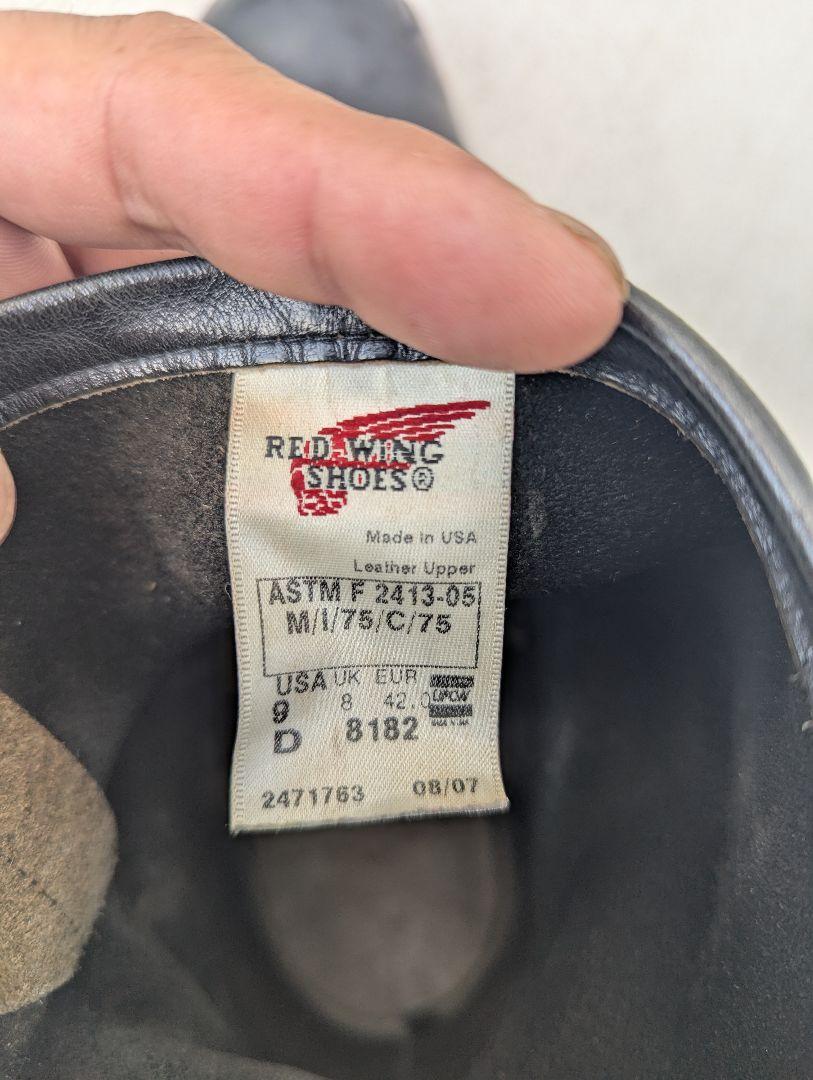 RED WING
SHOES®
Made in USA
Leather Upper
ASTM F 2413-05
M/I/75/C/75
USA UK EUR
9 8 42.0
D 8182
UFCW
2471763 08/07